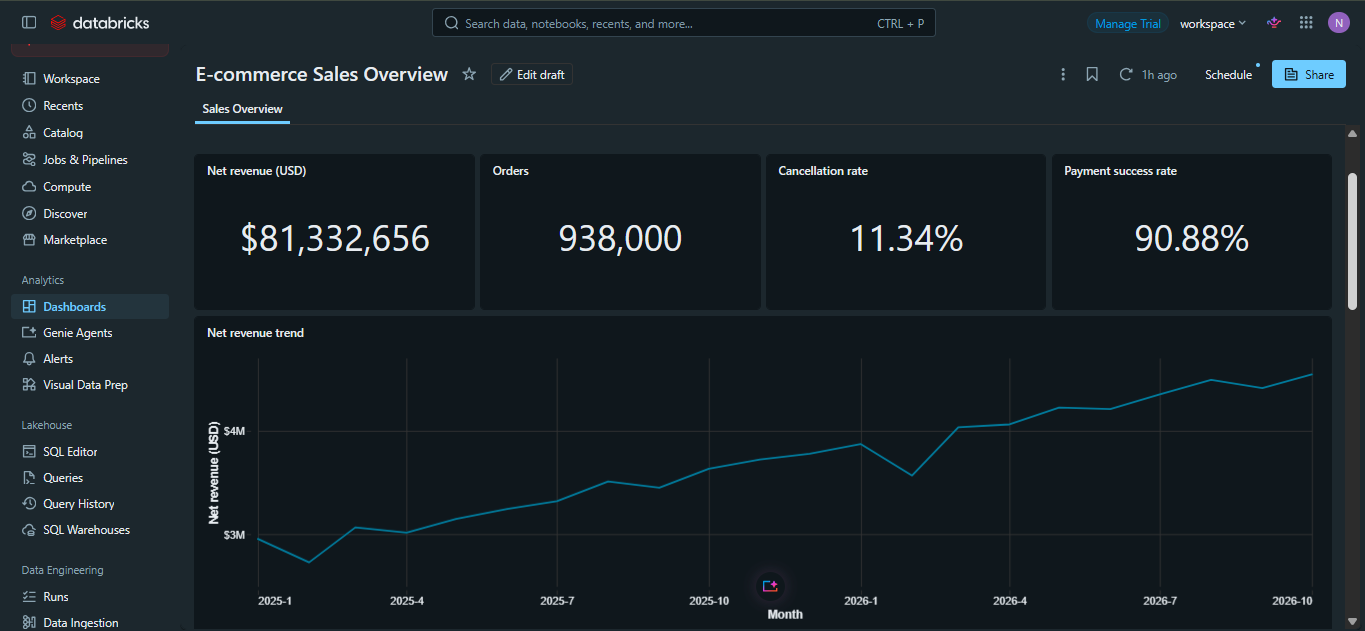 databricks
Search data, notebooks, recents, and more...
CTRL + P
Manage Trial
workspace
N
Workspace
Recents
Catalog
Jobs & Pipelines
Compute
Discover
Marketplace
Analytics
Dashboards
Genie Agents
Alerts
Visual Data Prep
Lakehouse
SQL Editor
Queries
Query History
SQL Warehouses
Data Engineering
Runs
Data Ingestion
E-commerce Sales Overview
Edit draft
1h ago
Schedule
Share
Sales Overview
Net revenue (USD)
$81,332,656
Orders
938,000
Cancellation rate
11.34%
Payment success rate
90.88%
Net revenue trend
Net revenue (USD)
$4M
$3M
2025-1
2025-4
2025-7
2025-10
2026-1
2026-4
2026-7
2026-10
Month